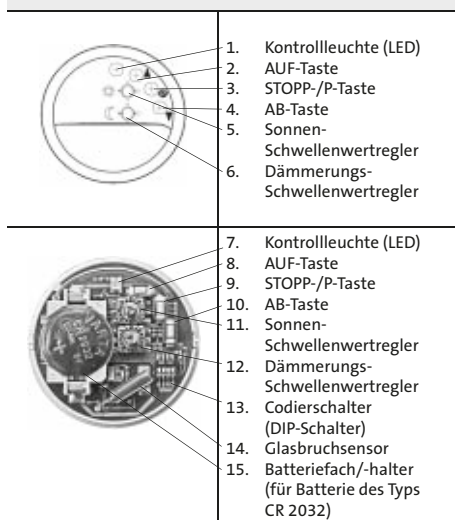 1. Kontrollleuchte (LED)
2. AUF-Taste
3. STOPP-/P-Taste
4. AB-Taste
5. Sonnen-
Schwellenwertregler
6. Dämmerungs-
Schwellenwertregler
7. Kontrollleuchte (LED)
8. AUF-Taste
9. STOPP-/P-Taste
10. AB-Taste
11. Sonnen-
Schwellenwertregler
12. Dämmerungs-
Schwellenwertregler
13. Codierschalter
(DIP-Schalter)
14. Glasbruchsensor
15. Batteriefach/-halter
(für Batterie des Typs
CR 2032)